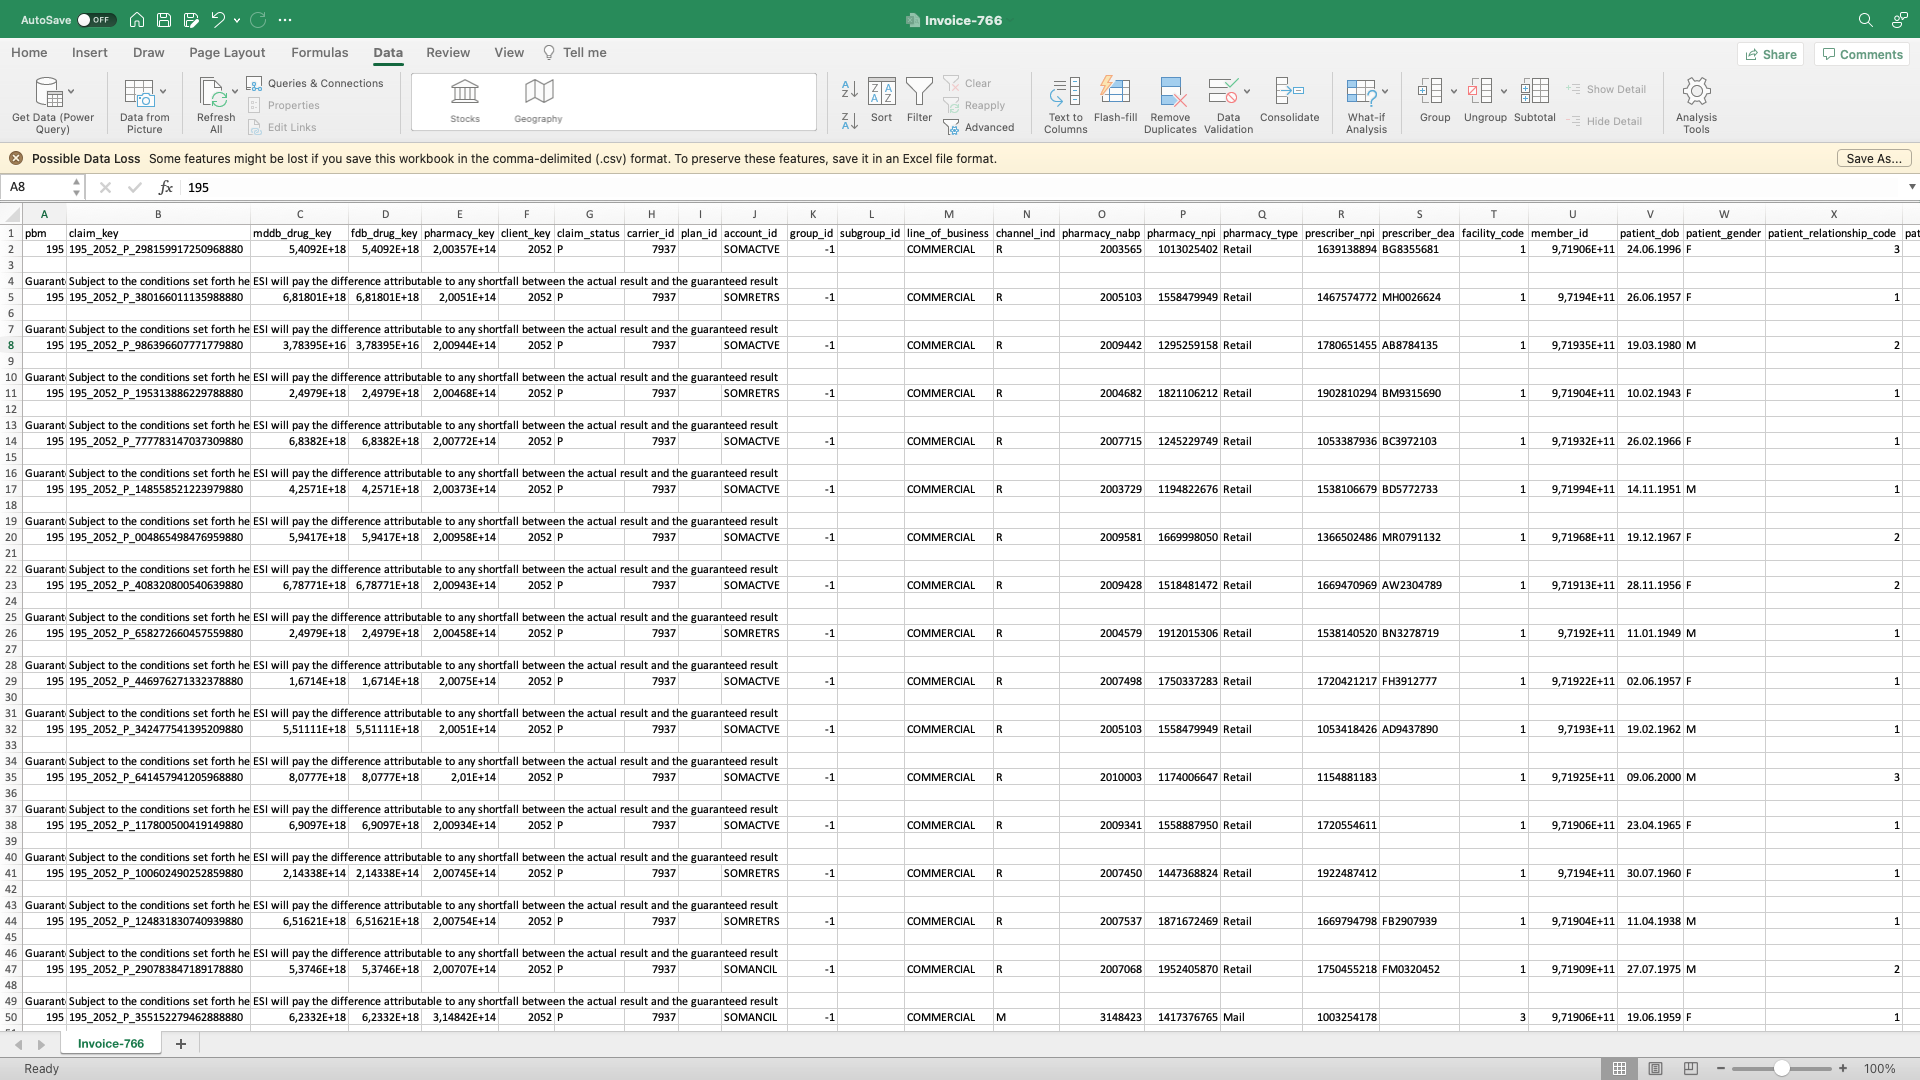 AutoSave OFF Invoice-766
Home Insert Draw Page Layout Formulas Data Review View Tell me Share Comments
Get Data (Power Query) Data from Picture Refresh All Queries & Connections Properties Edit Links Stocks Geography Sort Filter Clear Reapply Advanced Text to Columns Flash-fill Remove Duplicates Data Validation Consolidate What-if Analysis Group Ungroup Subtotal Show Detail Hide Detail Analysis Tools
Possible Data Loss Some features might be lost if you save this workbook in the comma-delimited (.csv) format. To preserve these features, save it in an Excel file format. Save As...
A8 fx 195
A B C D E F G H I J K L M N O P Q R S T U V W X
1 pbm claim_key mddb_drug_key fdb_drug_key pharmacy_key client_key claim_status carrier_id plan_id account_id group_id subgroup_id line_of_business channel_ind pharmacy_nabp pharmacy_npi pharmacy_type prescriber_npi prescriber_dea facility_code member_id patient_dob patient_gender patient_relationship_code pat
2 195 195_2052_P_298159917250968880 5,4092E+18 5,4092E+18 2,00357E+14 2052 P 7937 SOMACTVE -1 COMMERCIAL R 2003565 1013025402 Retail 1639138894 BG8355681 1 9,71906E+11 24.06.1996 F 3
3
4 Guarant Subject to the conditions set forth he ESI will pay the difference attributable to any shortfall between the actual result and the guaranteed result
5 195 195_2052_P_380166011135988880 6,81801E+18 6,81801E+18 2,0051E+14 2052 P 7937 SOMRETRS -1 COMMERCIAL R 2005103 1558479949 Retail 1467574772 MH0026624 1 9,7194E+11 26.06.1957 F 1
6
7 Guarant Subject to the conditions set forth he ESI will pay the difference attributable to any shortfall between the actual result and the guaranteed result
8 195 195_2052_P_986396607771779880 3,78395E+16 3,78395E+16 2,00944E+14 2052 P 7937 SOMACTVE -1 COMMERCIAL R 2009442 1295259158 Retail 1780651455 AB8784135 1 9,71935E+11 19.03.1980 M 2
9
10 Guarant Subject to the conditions set forth he ESI will pay the difference attributable to any shortfall between the actual result and the guaranteed result
11 195 195_2052_P_195313886229788880 2,4979E+18 2,4979E+18 2,00468E+14 2052 P 7937 SOMRETRS -1 COMMERCIAL R 2004682 1821106212 Retail 1902810294 BM9315690 1 9,71904E+11 10.02.1943 F 1
12
13 Guarant Subject to the conditions set forth he ESI will pay the difference attributable to any shortfall between the actual result and the guaranteed result
14 195 195_2052_P_777783147037309880 6,8382E+18 6,8382E+18 2,00772E+14 2052 P 7937 SOMACTVE -1 COMMERCIAL R 2007715 1245229749 Retail 1053387936 BC3972103 1 9,71932E+11 26.02.1966 F 1
15
16 Guarant Subject to the conditions set forth he ESI will pay the difference attributable to any shortfall between the actual result and the guaranteed result
17 195 195_2052_P_148558521223979880 4,2571E+18 4,2571E+18 2,00373E+14 2052 P 7937 SOMACTVE -1 COMMERCIAL R 2003729 1194822676 Retail 1538106679 BD5772733 1 9,71994E+11 14.11.1951 M 1
18
19 Guarant Subject to the conditions set forth he ESI will pay the difference attributable to any shortfall between the actual result and the guaranteed result
20 195 195_2052_P_004865498476959880 5,9417E+18 5,9417E+18 2,00958E+14 2052 P 7937 SOMACTVE -1 COMMERCIAL R 2009581 1669998050 Retail 1366502486 MR0791132 1 9,71968E+11 19.12.1967 F 2
21
22 Guarant Subject to the conditions set forth he ESI will pay the difference attributable to any shortfall between the actual result and the guaranteed result
23 195 195_2052_P_408320800540639880 6,78771E+18 6,78771E+18 2,00943E+14 2052 P 7937 SOMACTVE -1 COMMERCIAL R 2009428 1518481472 Retail 1669470969 AW2304789 1 9,71913E+11 28.11.1956 F 2
24
25 Guarant Subject to the conditions set forth he ESI will pay the difference attributable to any shortfall between the actual result and the guaranteed result
26 195 195_2052_P_658272660457559880 2,4979E+18 2,4979E+18 2,00458E+14 2052 P 7937 SOMRETRS -1 COMMERCIAL R 2004579 1912015306 Retail 1538140520 BN3278719 1 9,7192E+11 11.01.1949 M 1
27
28 Guarant Subject to the conditions set forth he ESI will pay the difference attributable to any shortfall between the actual result and the guaranteed result
29 195 195_2052_P_446976271332378880 1,6714E+18 1,6714E+18 2,0075E+14 2052 P 7937 SOMACTVE -1 COMMERCIAL R 2007498 1750337283 Retail 1720421217 FH3912777 1 9,71922E+11 02.06.1957 F 1
30
31 Guarant Subject to the conditions set forth he ESI will pay the difference attributable to any shortfall between the actual result and the guaranteed result
32 195 195_2052_P_342477541395209880 5,51111E+18 5,51111E+18 2,0051E+14 2052 P 7937 SOMACTVE -1 COMMERCIAL R 2005103 1558479949 Retail 1053418426 AD9437890 1 9,7193E+11 19.02.1962 M 1
33
34 Guarant Subject to the conditions set forth he ESI will pay the difference attributable to any shortfall between the actual result and the guaranteed result
35 195 195_2052_P_641457941205968880 8,0777E+18 8,0777E+18 2,01E+14 2052 P 7937 SOMACTVE -1 COMMERCIAL R 2010003 1174006647 Retail 1154881183 1 9,71925E+11 09.06.2000 M 3
36
37 Guarant Subject to the conditions set forth he ESI will pay the difference attributable to any shortfall between the actual result and the guaranteed result
38 195 195_2052_P_117800500419149880 6,9097E+18 6,9097E+18 2,00934E+14 2052 P 7937 SOMACTVE -1 COMMERCIAL R 2009341 1558887950 Retail 1720554611 1 9,71906E+11 23.04.1965 F 1
39
40 Guarant Subject to the conditions set forth he ESI will pay the difference attributable to any shortfall between the actual result and the guaranteed result
41 195 195_2052_P_100602490252859880 2,14338E+14 2,14338E+14 2,00745E+14 2052 P 7937 SOMRETRS -1 COMMERCIAL R 2007450 1447368824 Retail 1922487412 1 9,7194E+11 30.07.1960 F 1
42
43 Guarant Subject to the conditions set forth he ESI will pay the difference attributable to any shortfall between the actual result and the guaranteed result
44 195 195_2052_P_124831830740939880 6,51621E+18 6,51621E+18 2,00754E+14 2052 P 7937 SOMRETRS -1 COMMERCIAL R 2007537 1871672469 Retail 1669794798 FB2907939 1 9,71904E+11 11.04.1938 M 1
45
46 Guarant Subject to the conditions set forth he ESI will pay the difference attributable to any shortfall between the actual result and the guaranteed result
47 195 195_2052_P_290783847189178880 5,3746E+18 5,3746E+18 2,00707E+14 2052 P 7937 SOMANCIL -1 COMMERCIAL R 2007068 1952405870 Retail 1750455218 FM0320452 1 9,71909E+11 27.07.1975 M 2
48
49 Guarant Subject to the conditions set forth he ESI will pay the difference attributable to any shortfall between the actual result and the guaranteed result
50 195 195_2052_P_355152279462888880 6,2332E+18 6,2332E+18 3,14842E+14 2052 P 7937 SOMANCIL -1 COMMERCIAL M 3148423 1417376765 Mail 1003254178 3 9,71906E+11 19.06.1959 F 1
Invoice-766 +
Ready 100%